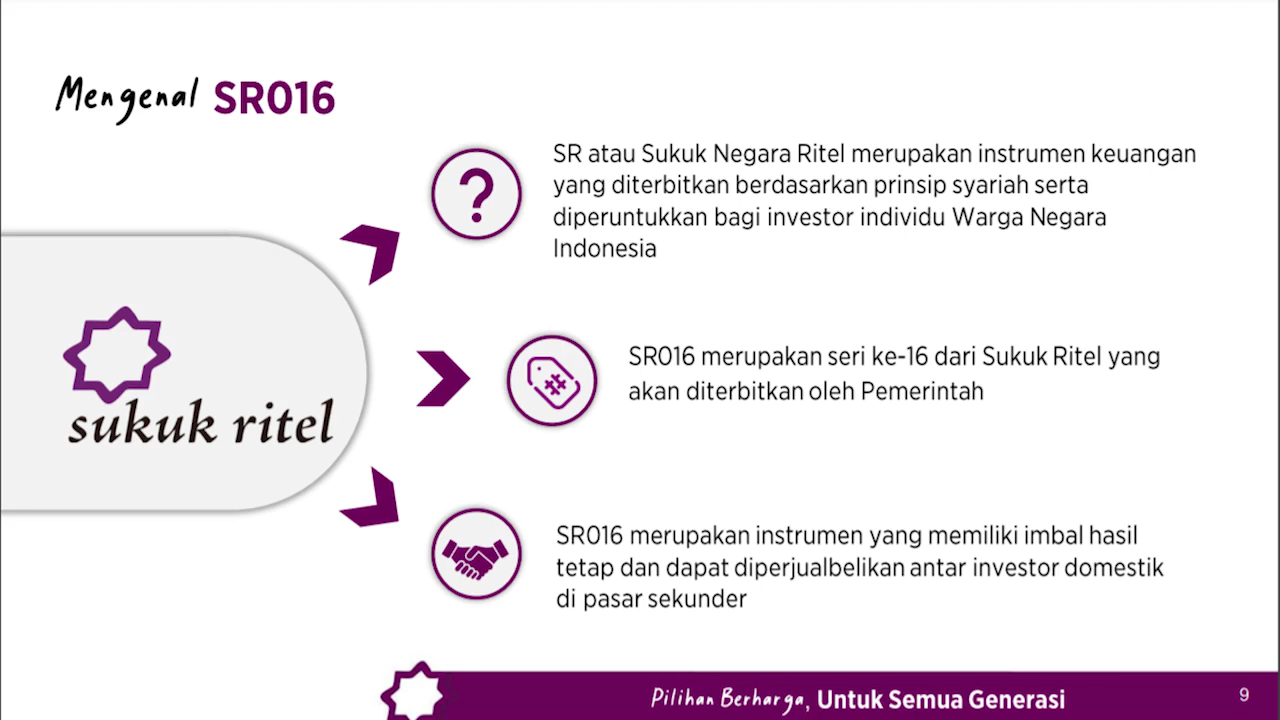 Mengenal SR016
SR atau Sukuk Negara Ritel merupakan instrumen keuangan
yang diterbitkan berdasarkan prinsip syariah serta
diperuntukkan bagi investor individu Warga Negara
Indonesia
sukuk ritel
SR016 merupakan seri ke-16 dari Sukuk Ritel yang
akan diterbitkan oleh Pemerintah
SR016 merupakan instrumen yang memiliki imbal hasil
tetap dan dapat diperjualbelikan antar investor domestik
di pasar sekunder
Pilihan Berharga, Untuk Semua Generasi
9